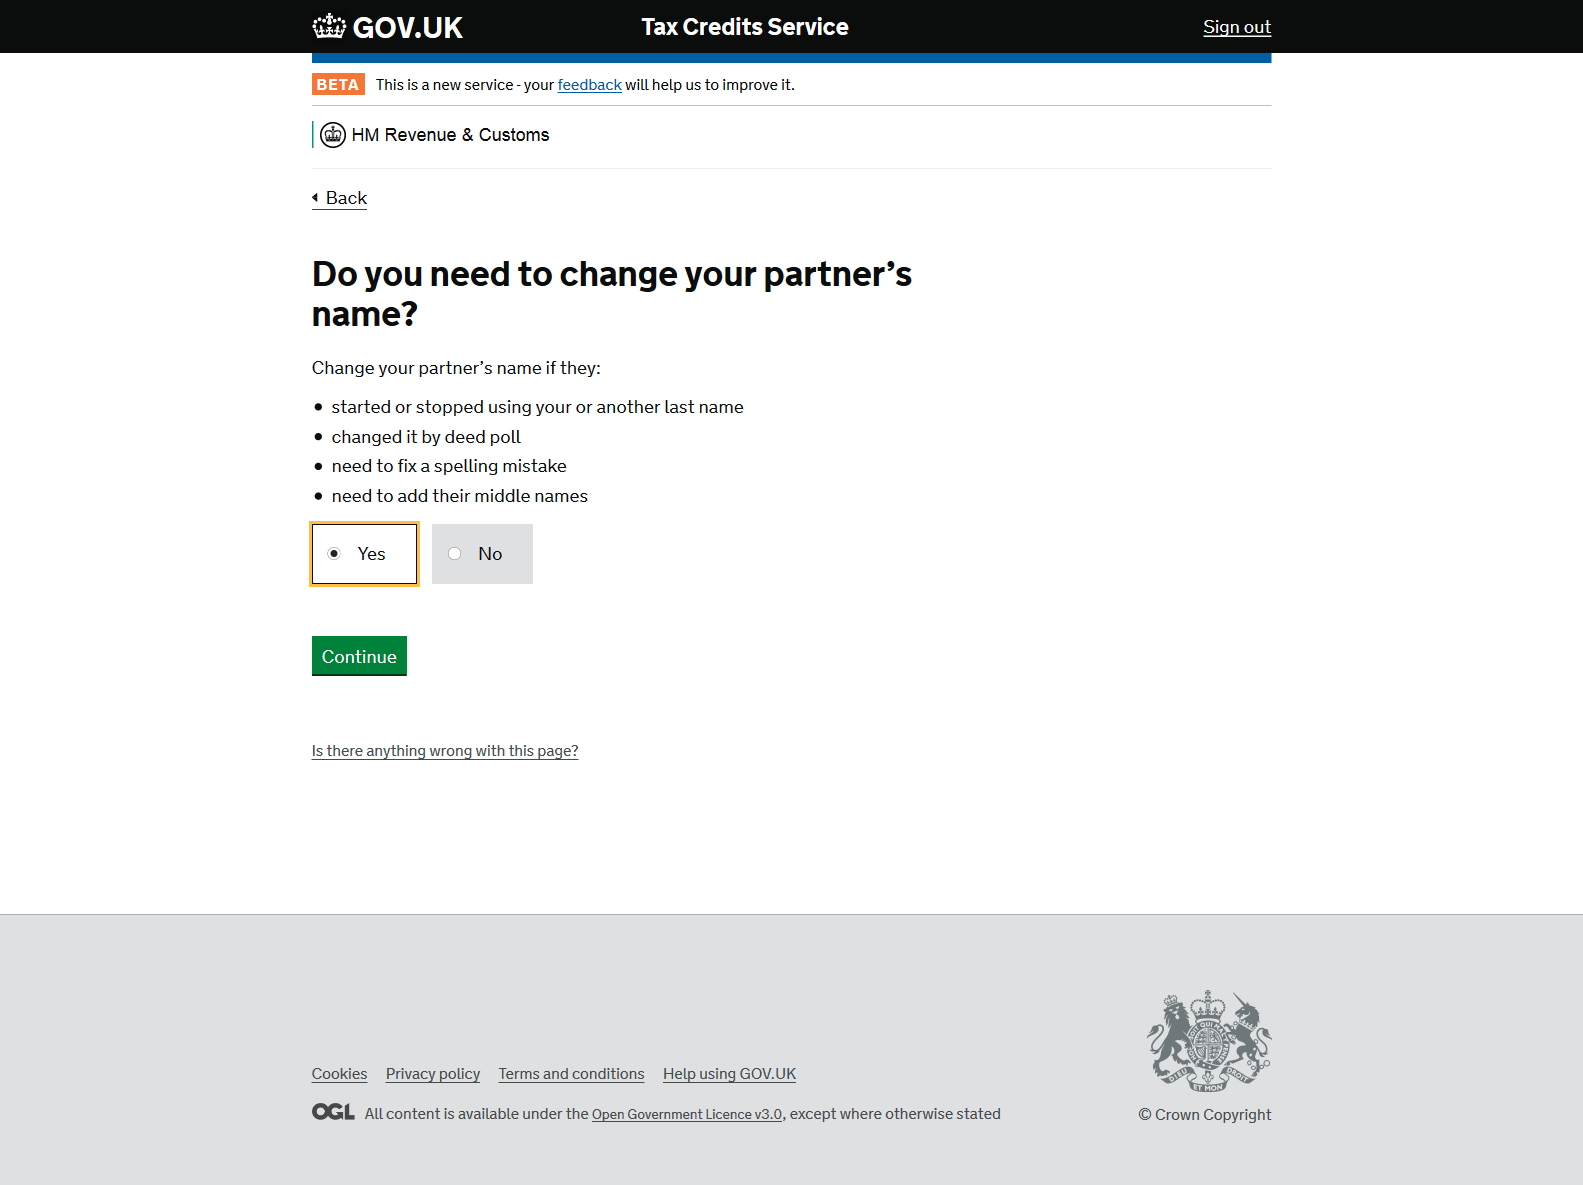 GOV.UK
Tax Credits Service
Sign out
BETA This is a new service - your feedback will help us to improve it.
HM Revenue & Customs
Back
Do you need to change your partner’s
name?
Change your partner’s name if they:
started or stopped using your or another last name
changed it by deed poll
need to fix a spelling mistake
need to add their middle names
Yes
No
Continue
Is there anything wrong with this page?
Cookies
Privacy policy
Terms and conditions
Help using GOV.UK
OGL All content is available under the Open Government Licence v3.0, except where otherwise stated
DIEU ET MON DROIT
© Crown Copyright